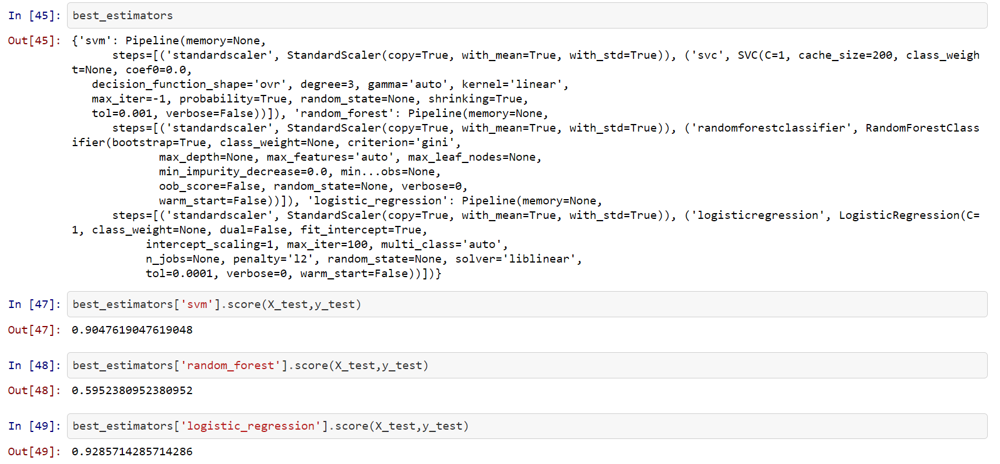 In [45]: best_estimators
Out[45]: {'svm': Pipeline(memory=None,
steps=[('standardscaler', StandardScaler(copy=True, with_mean=True, with_std=True)), ('svc', SVC(C=1, cache_size=200, class_weigh
t=None, coef0=0.0,
decision_function_shape='ovr', degree=3, gamma='auto', kernel='linear',
max_iter=-1, probability=True, random_state=None, shrinking=True,
tol=0.001, verbose=False))]), 'random_forest': Pipeline(memory=None,
steps=[('standardscaler', StandardScaler(copy=True, with_mean=True, with_std=True)), ('randomforestclassifier', RandomForestClass
ifier(bootstrap=True, class_weight=None, criterion='gini',
max_depth=None, max_features='auto', max_leaf_nodes=None,
min_impurity_decrease=0.0, min...obs=None,
oob_score=False, random_state=None, verbose=0,
warm_start=False))]), 'logistic_regression': Pipeline(memory=None,
steps=[('standardscaler', StandardScaler(copy=True, with_mean=True, with_std=True)), ('logisticregression', LogisticRegression(C=
1, class_weight=None, dual=False, fit_intercept=True,
intercept_scaling=1, max_iter=100, multi_class='auto',
n_jobs=None, penalty='l2', random_state=None, solver='liblinear',
tol=0.0001, verbose=0, warm_start=False))])}
In [47]: best_estimators['svm'].score(X_test,y_test)
Out[47]: 0.9047619047619048
In [48]: best_estimators['random_forest'].score(X_test,y_test)
Out[48]: 0.5952380952380952
In [49]: best_estimators['logistic_regression'].score(X_test,y_test)
Out[49]: 0.9285714285714286